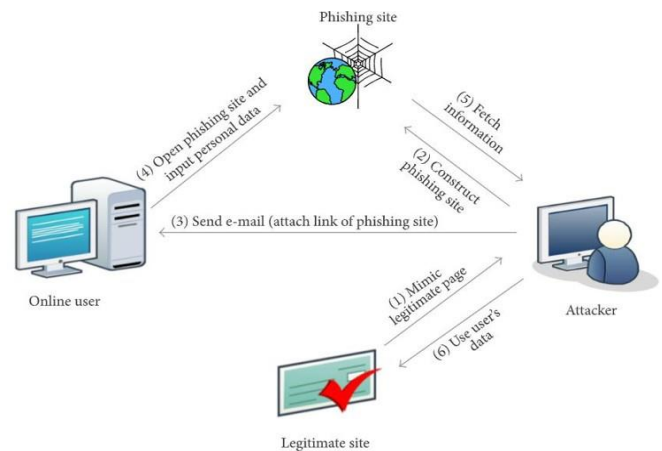 Phishing site
(5) Fetch
information
(4) Open phishing site and
input personal data
(2) Construct
phishing site
(3) Send e-mail (attach link of phishing site)
Online user
(1) Mimic
legitimate page
Attacker
(6) Use user's
data
Legitimate site